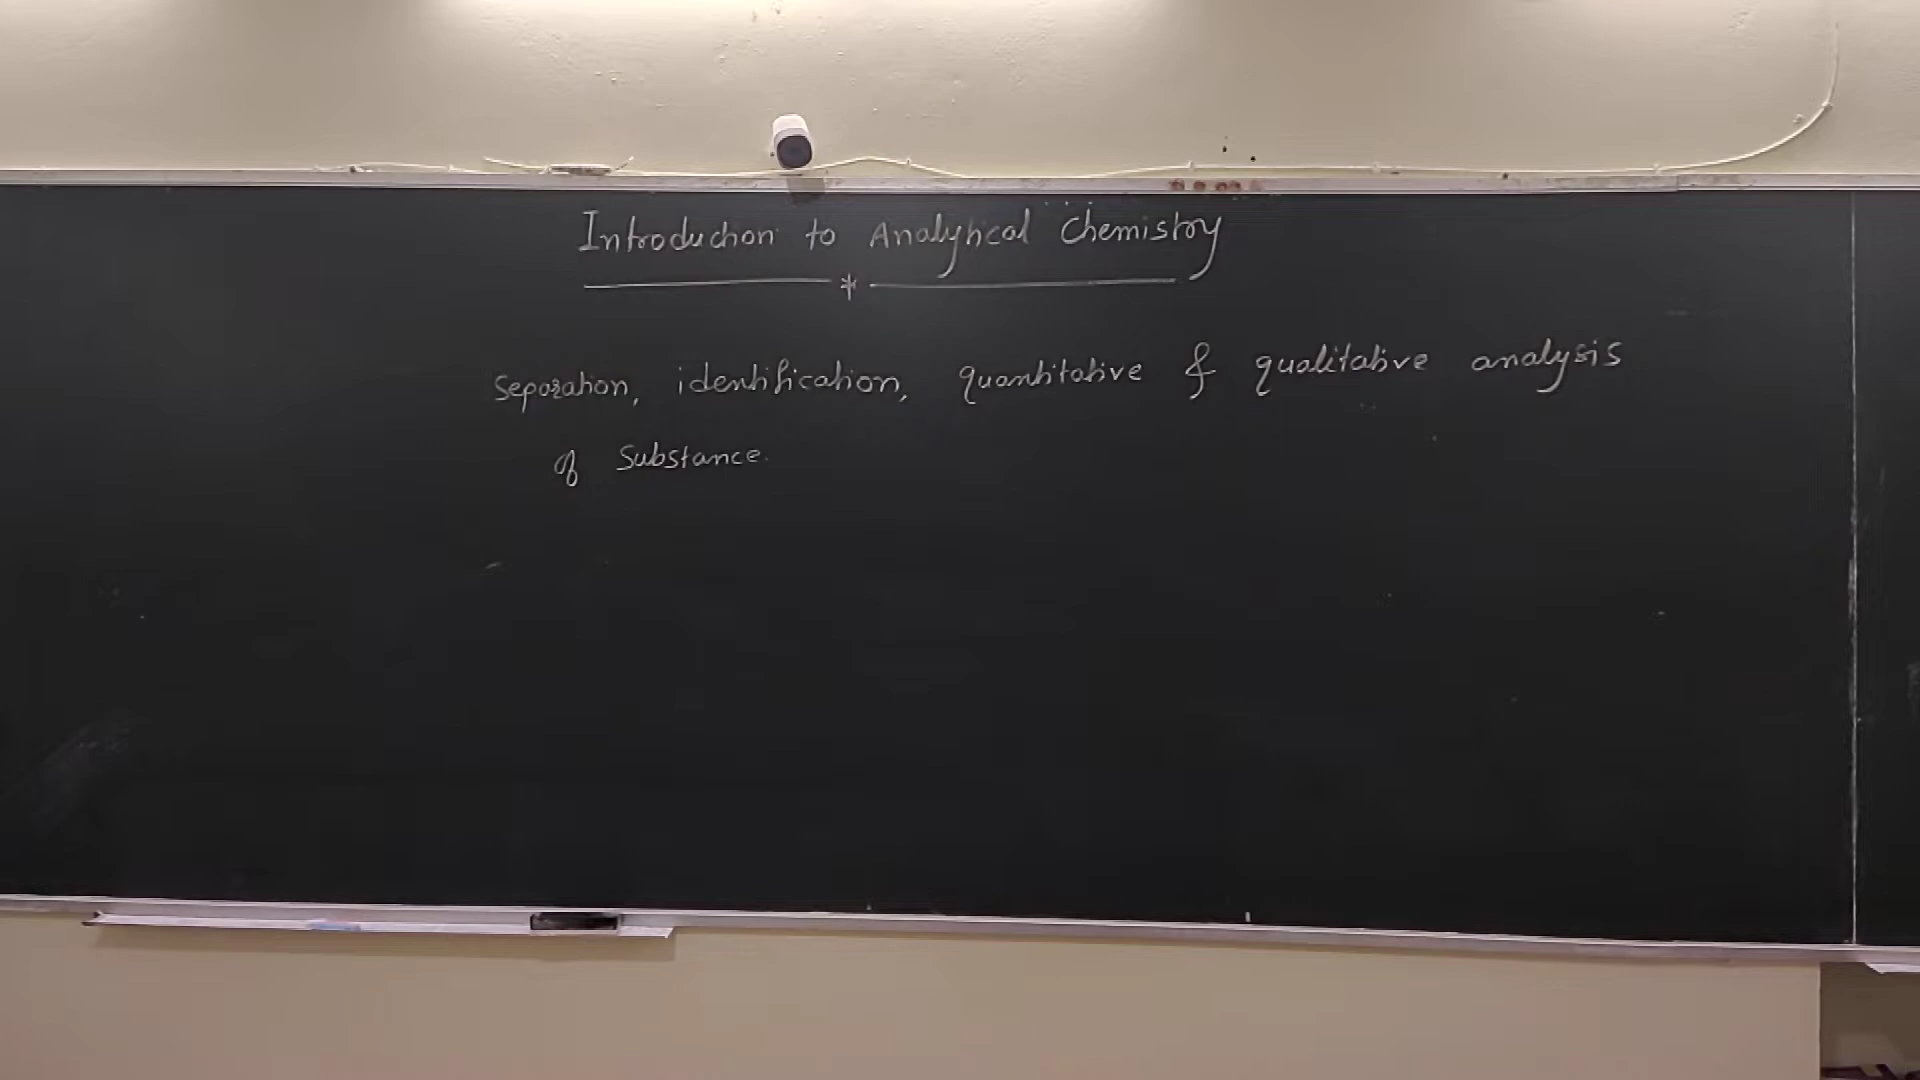 Introduction to Analytical Chemistry
*
Separation, identification, quantitative & qualitative analysis
of Substance.